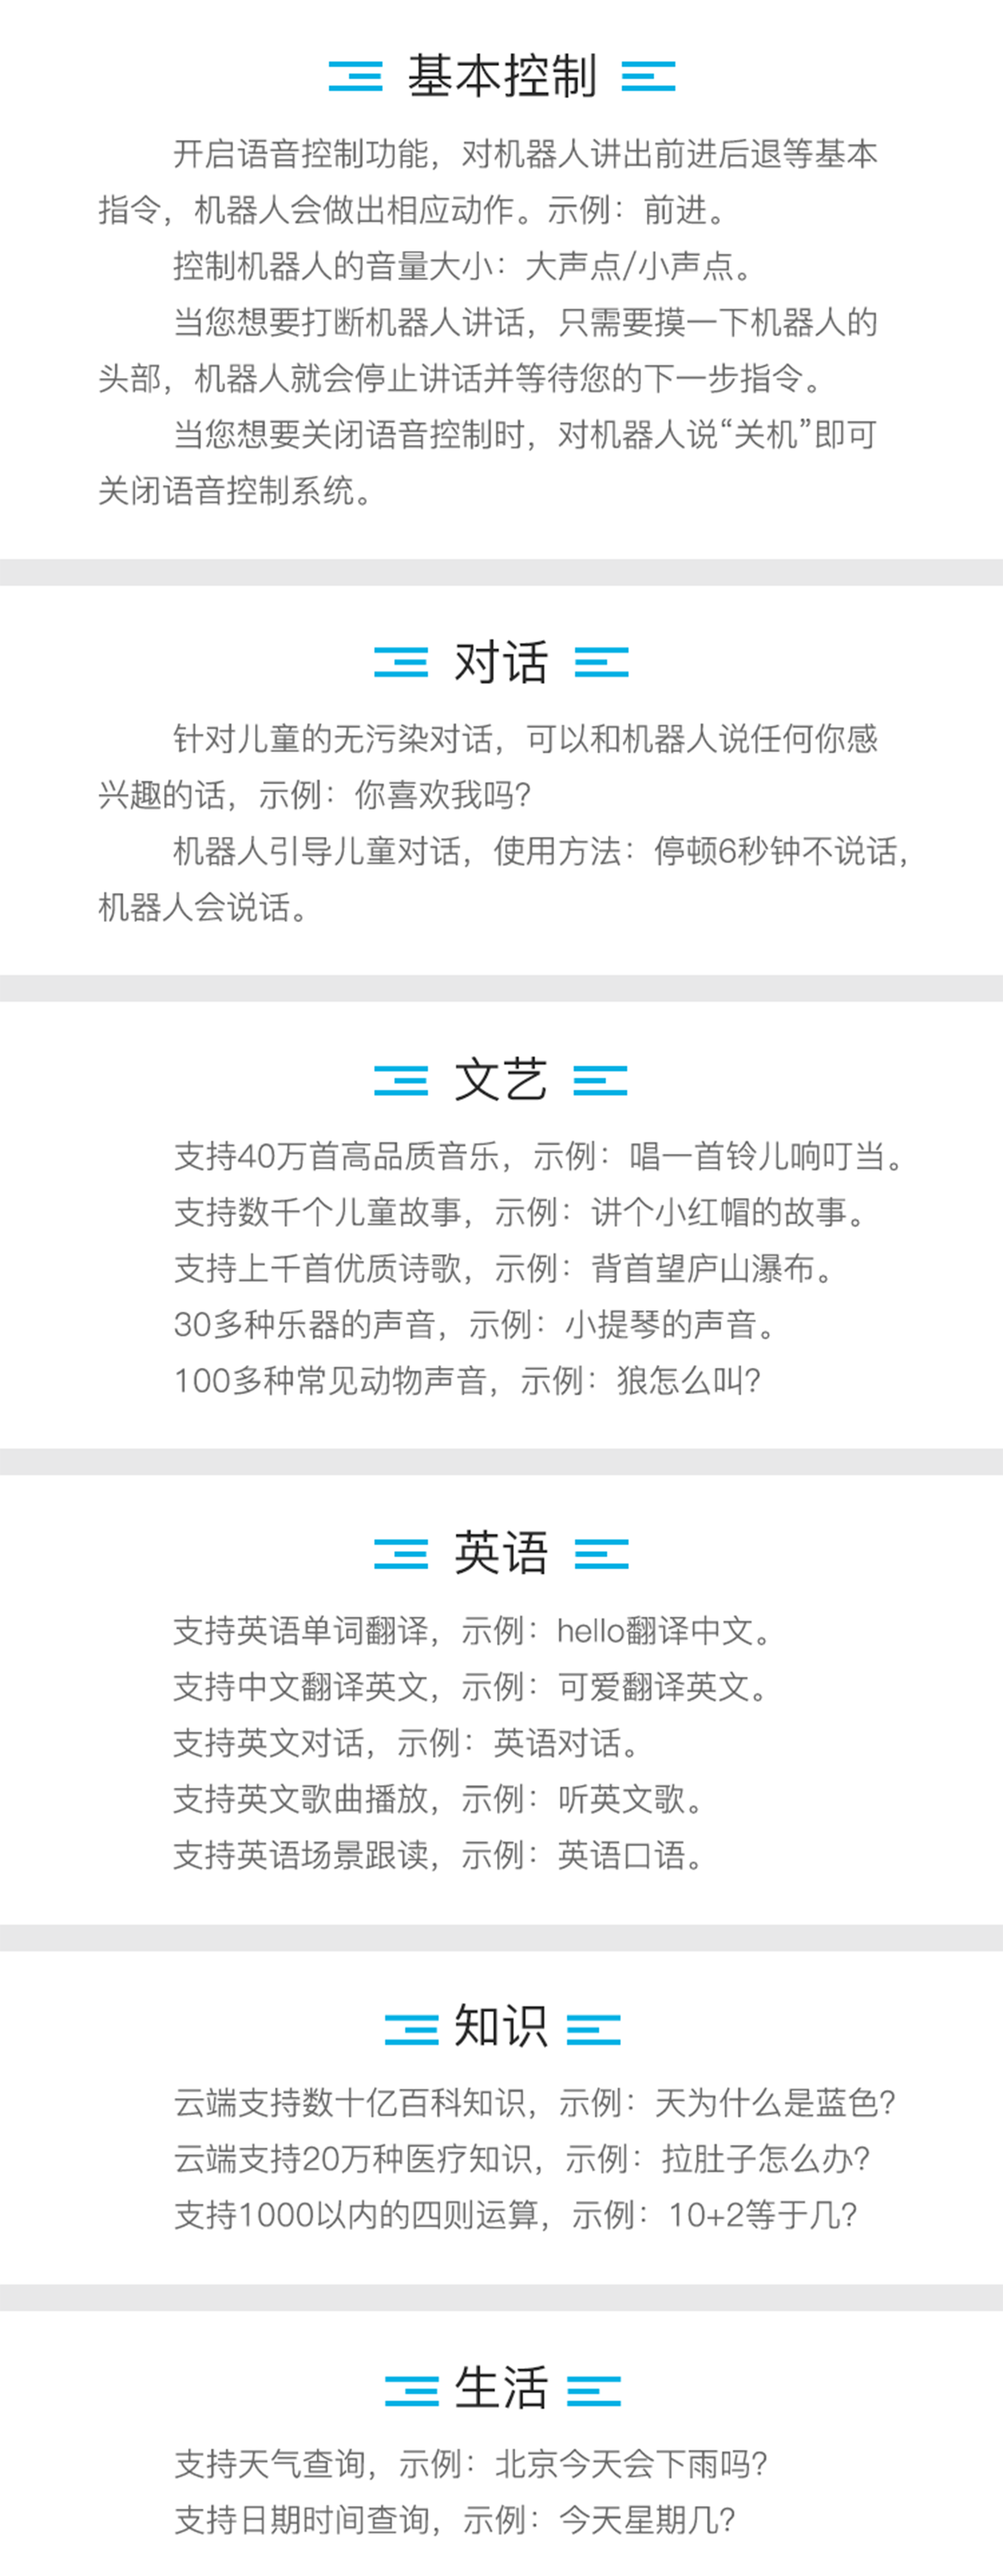 基本控制
开启语音控制功能，对机器人讲出前进后退等基本
指令，机器人会做出相应动作。示例：前进。
控制机器人的音量大小：大声点/小声点。
当您想要打断机器人讲话，只需要摸一下机器人的
头部，机器人就会停止讲话并等待您的下一步指令。
当您想要关闭语音控制时，对机器人说“关机”即可
关闭语音控制系统。
对话
针对儿童的无污染对话，可以和机器人说任何你感
兴趣的话，示例：你喜欢我吗？
机器人引导儿童对话，使用方法：停顿6秒钟不说话，
机器人会说话。
文艺
支持40万首高品质音乐，示例：唱一首铃儿响叮当。
支持数千个儿童故事，示例：讲个小红帽的故事。
支持上千首优质诗歌，示例：背首望庐山瀑布。
30多种乐器的声音，示例：小提琴的声音。
100多种常见动物声音，示例：狼怎么叫？
英语
支持英语单词翻译，示例：hello翻译中文。
支持中文翻译英文，示例：可爱翻译英文。
支持英文对话，示例：英语对话。
支持英文歌曲播放，示例：听英文歌。
支持英语场景跟读，示例：英语口语。
知识
云端支持数十亿百科知识，示例：天为什么是蓝色？
云端支持20万种医疗知识，示例：拉肚子怎么办？
支持1000以内的四则运算，示例：10+2等于几？
生活
支持天气查询，示例：北京今天会下雨吗？
支持日期时间查询，示例：今天星期几？